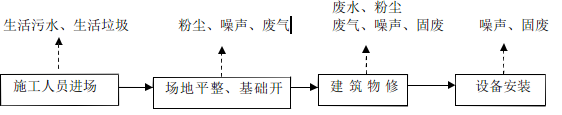 废水、粉尘
生活污水、生活垃圾
粉尘、噪声、废气
废气、噪声、固废
噪声、固废
施工人员进场
场地平整、基础开
建筑物修
设备安装